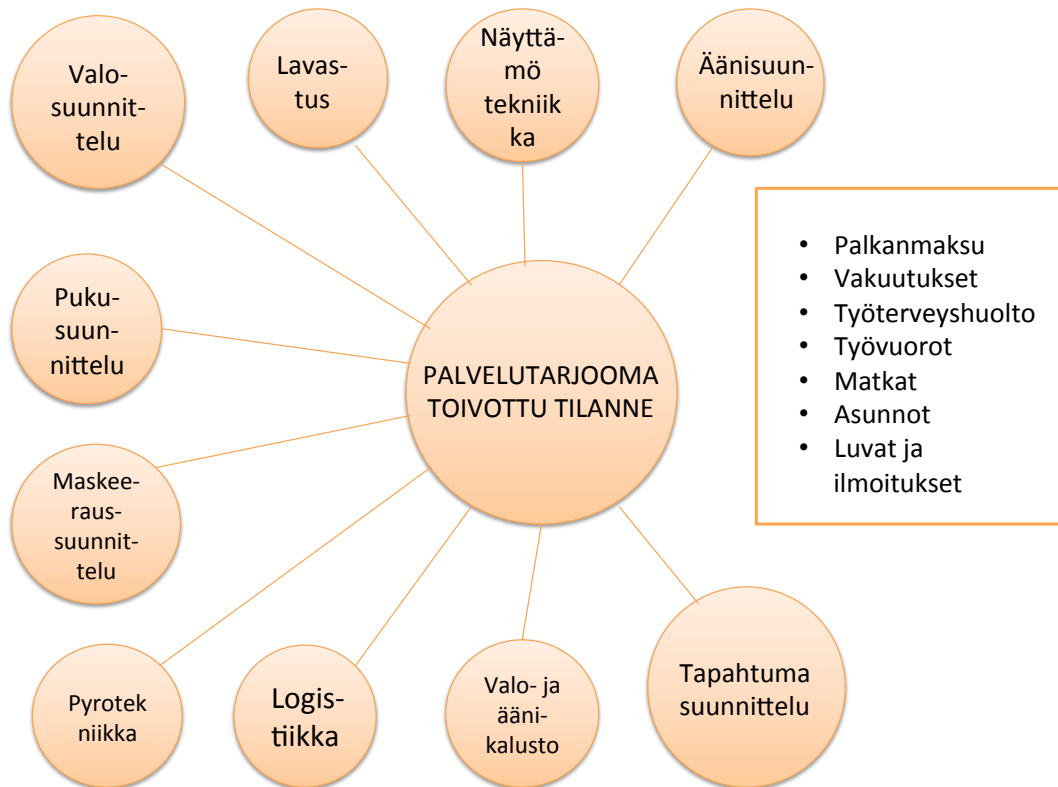 Valo-
suunnit-
telu
Lavas-
tus
Näyttä-
mö
tekniik
ka
Äänisuun-
nittelu
• Palkanmaksu
• Vakuutukset
• Työterveyshuolto
• Työvuorot
• Matkat
• Asunnot
• Luvat ja
ilmoitukset
Puku-
suun-
nittelu
PALVELUTARJOOMA
TOIVOTTU TILANNE
Maskee-
raus-
suunnit-
telu
Pyrotek
niikka
Logis-
tiikka
Valo- ja
ääni-
kalusto
Tapahtuma
suunnittelu